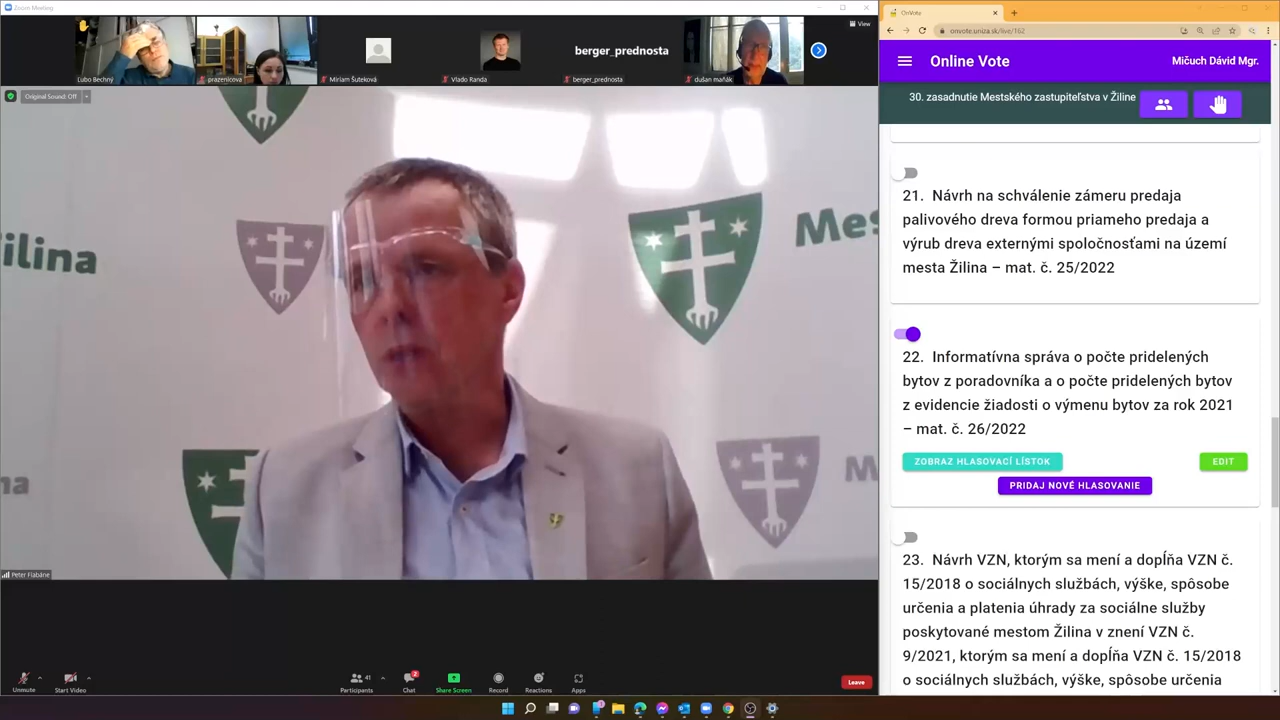 Zoom Meeting
View
Ľubo Bechný
prazenicova
Miriam Šuteková
Vlado Randa
berger_prednosta
berger_prednosta
dušan maňák
Original Sound: Off
ilina
Mes
na
M
Peter Fiabáne
Unmute
Start Video
Participants
41
Chat
2
Share Screen
Record
Reactions
Apps
Leave
OnVote
onvote.uniza.sk/live/162
Online Vote
Mičuch Dávid Mgr.
30. zasadnutie Mestského zastupiteľstva v Žiline
21. Návrh na schválenie zámeru predaja
palivového dreva formou priameho predaja a
výrub dreva externými spoločnosťami na území
mesta Žilina – mat. č. 25/2022
22. Informatívna správa o počte pridelených
bytov z poradovníka a o počte pridelených bytov
z evidencie žiadosti o výmenu bytov za rok 2021
– mat. č. 26/2022
ZOBRAZ HLASOVACÍ LÍSTOK
EDIT
PRIDAJ NOVÉ HLASOVANIE
23. Návrh VZN, ktorým sa mení a dopĺňa VZN č.
15/2018 o sociálnych službách, výške, spôsobe
určenia a platenia úhrady za sociálne služby
poskytované mestom Žilina v znení VZN č.
9/2021, ktorým sa mení a dopĺňa VZN č. 15/2018
o sociálnych službách, výške, spôsobe určenia